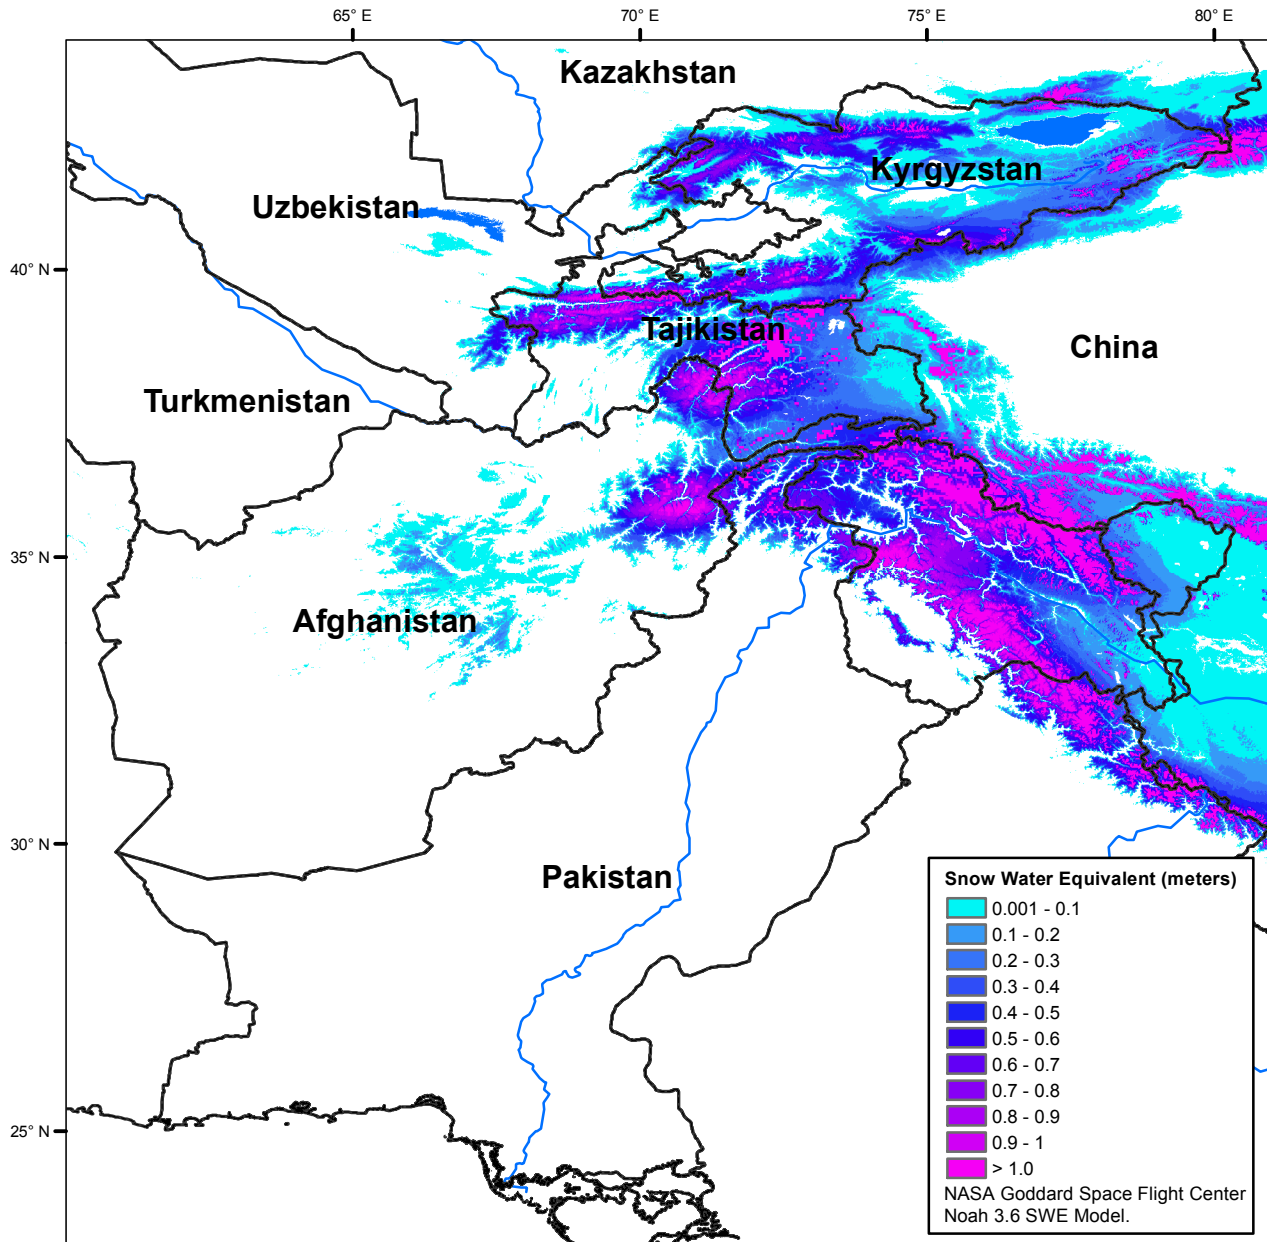 65° E
70° E
75° E
80° E
Kazakhstan
Kyrgyzstan
Uzbekistan
40° N
Tajikistan
China
Turkmenistan
35° N
Afghanistan
30° N
Pakistan
25° N
Snow Water Equivalent (meters)
0.001 - 0.1
0.1 - 0.2
0.2 - 0.3
0.3 - 0.4
0.4 - 0.5
0.5 - 0.6
0.6 - 0.7
0.7 - 0.8
0.8 - 0.9
0.9 - 1
> 1.0
NASA Goddard Space Flight Center
Noah 3.6 SWE Model.